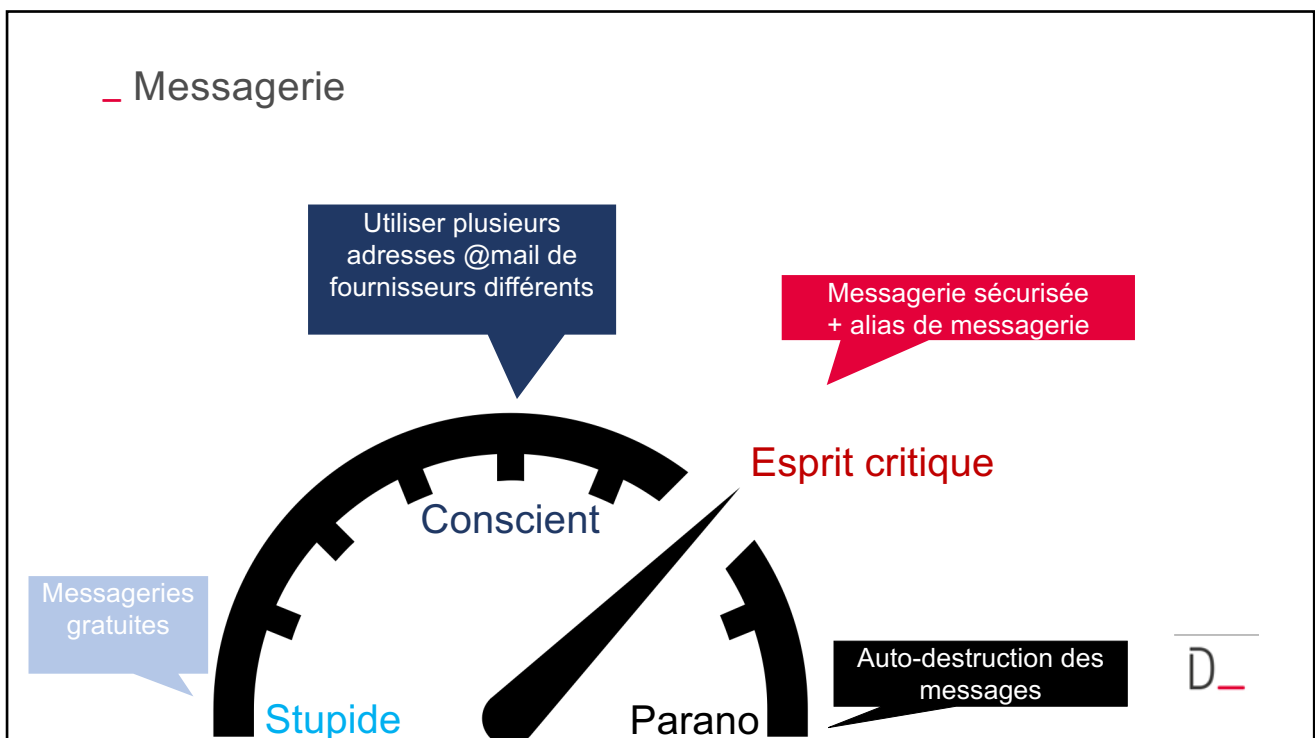 _ Messagerie
Utiliser plusieurs
adresses @mail de
fournisseurs différents
Messagerie sécurisée
+ alias de messagerie
Esprit critique
Conscient
Messageries
gratuites
Stupide
Parano
Auto-destruction des
messages
D_